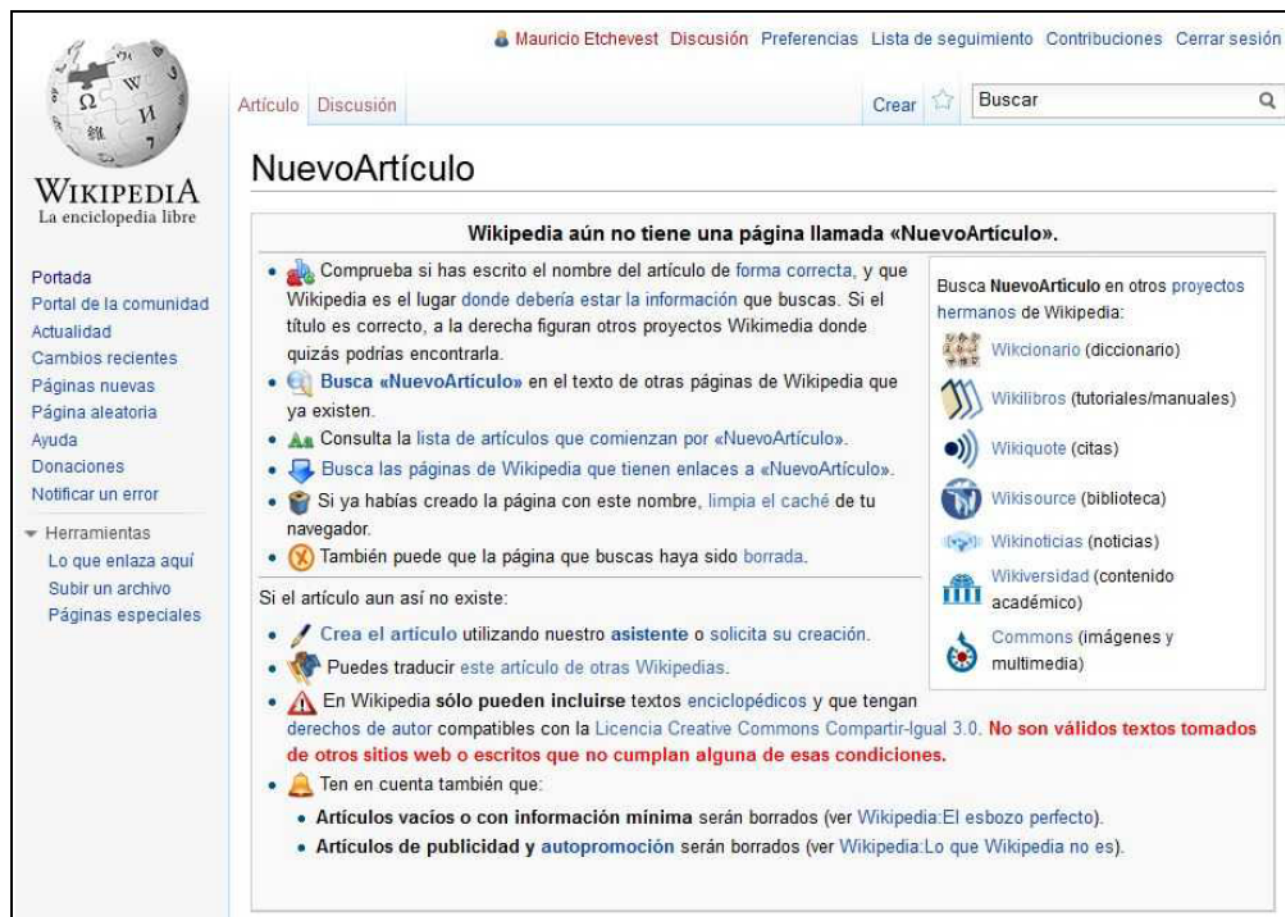 Mauricio Etchevest Discusión Preferencias Lista de seguimiento Contribuciones Cerrar sesión
Artículo Discusión Crear Buscar
WIKIPEDIA
La enciclopedia libre
Portada
Portal de la comunidad
Actualidad
Cambios recientes
Páginas nuevas
Página aleatoria
Ayuda
Donaciones
Notificar un error
Herramientas
Lo que enlaza aquí
Subir un archivo
Páginas especiales
NuevoArtículo
Wikipedia aún no tiene una página llamada «NuevoArtículo».
Comprueba si has escrito el nombre del artículo de forma correcta, y que
Wikipedia es el lugar donde debería estar la información que buscas. Si el
título es correcto, a la derecha figuran otros proyectos Wikimedia donde
quizás podrías encontrarla.
Busca «NuevoArtículo» en el texto de otras páginas de Wikipedia que
ya existen.
Consulta la lista de artículos que comienzan por «NuevoArtículo».
Busca las páginas de Wikipedia que tienen enlaces a «NuevoArtículo».
Si ya habías creado la página con este nombre, limpia el caché de tu
navegador.
También puede que la página que buscas haya sido borrada.
Busca NuevoArtículo en otros proyectos
hermanos de Wikipedia:
Wikcionario (diccionario)
Wikilibros (tutoriales/manuales)
Wikiquote (citas)
Wikisource (biblioteca)
Wikinoticias (noticias)
Wikiversidad (contenido
académico)
Commons (imágenes y
multimedia)
Si el artículo aun así no existe:
Crea el artículo utilizando nuestro asistente o solicita su creación.
Puedes traducir este artículo de otras Wikipedias.
En Wikipedia sólo pueden incluirse textos enciclopédicos y que tengan
derechos de autor compatibles con la Licencia Creative Commons Compartir-Igual 3.0. No son válidos textos tomados
de otros sitios web o escritos que no cumplan alguna de esas condiciones.
Ten en cuenta también que:
Artículos vacíos o con información mínima serán borrados (ver Wikipedia:El esbozo perfecto).
Artículos de publicidad y autopromoción serán borrados (ver Wikipedia:Lo que Wikipedia no es).